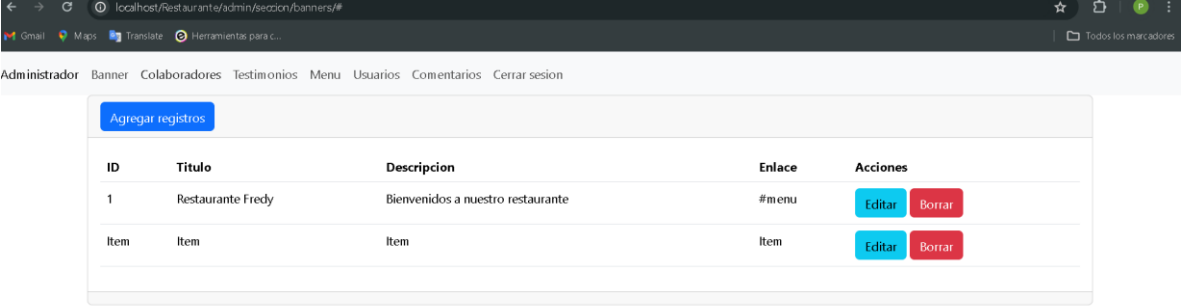 localhost/Restaurante/admin/seccion/banners/#
P
Gmail Maps Translate Herramientas para c... Todos los marcadores
Administrador Banner Colaboradores Testimonios Menu Usuarios Comentarios Cerrar sesion
Agregar registros
ID Titulo Descripcion Enlace Acciones
1 Restaurante Fredy Bienvenidos a nuestro restaurante #menu Editar Borrar
Item Item Item Item Editar Borrar